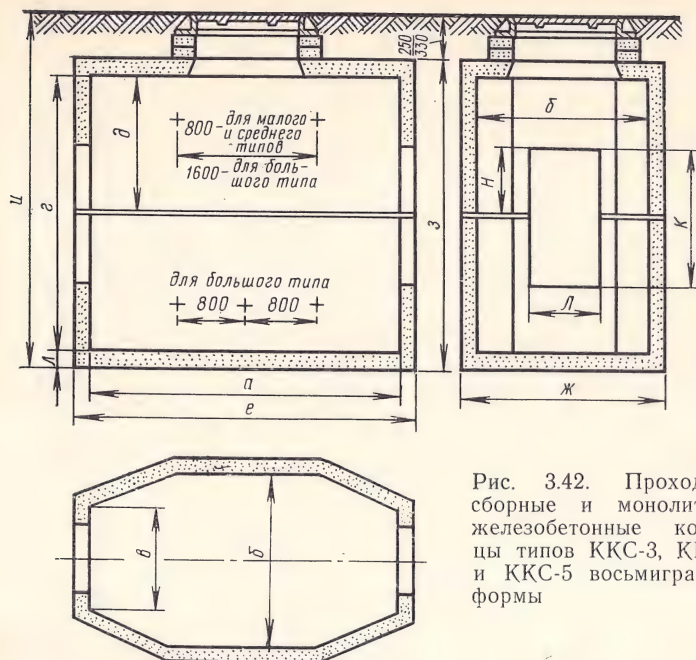 250
330
800-для малого
и среднего
типов
1600-для боль-
шого типа
и
г
д
для большого типа
800
800
Л
а
е
б
Н
К
З
Л
ж
в
б
Рис. 3.42. Проход
сборные и монолит
железобетонные ко
цы типов ККС-3, К
и ККС-5 восьмигра
формы